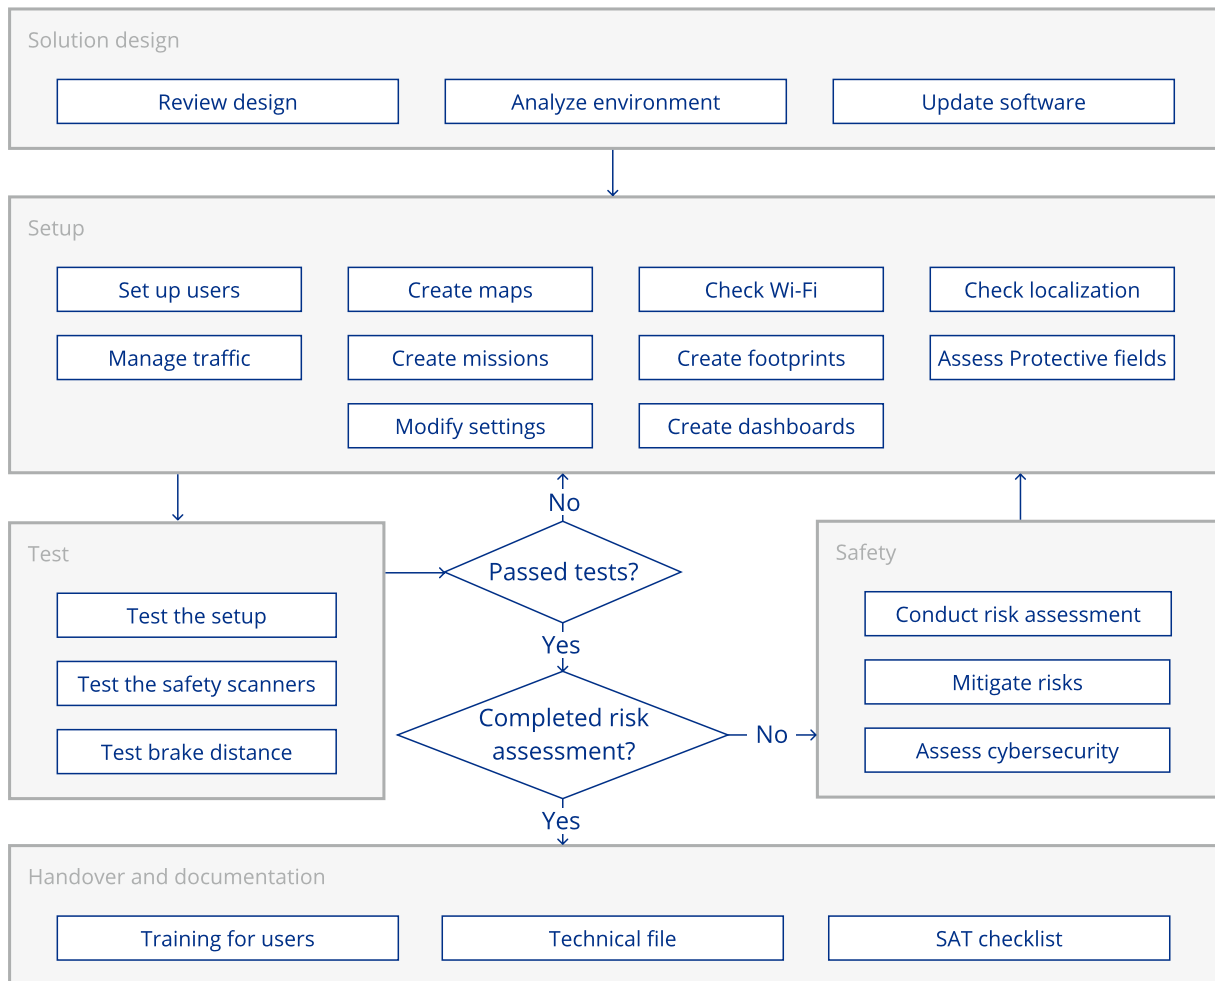 Solution design
Review design
Analyze environment
Update software
Setup
Set up users
Create maps
Check Wi-Fi
Check localization
Manage traffic
Create missions
Create footprints
Assess Protective fields
Modify settings
Create dashboards
No
Test
Test the setup
Test the safety scanners
Test brake distance
Passed tests?
Yes
Completed risk
assessment?
No
Safety
Conduct risk assessment
Mitigate risks
Assess cybersecurity
Yes
Handover and documentation
Training for users
Technical file
SAT checklist